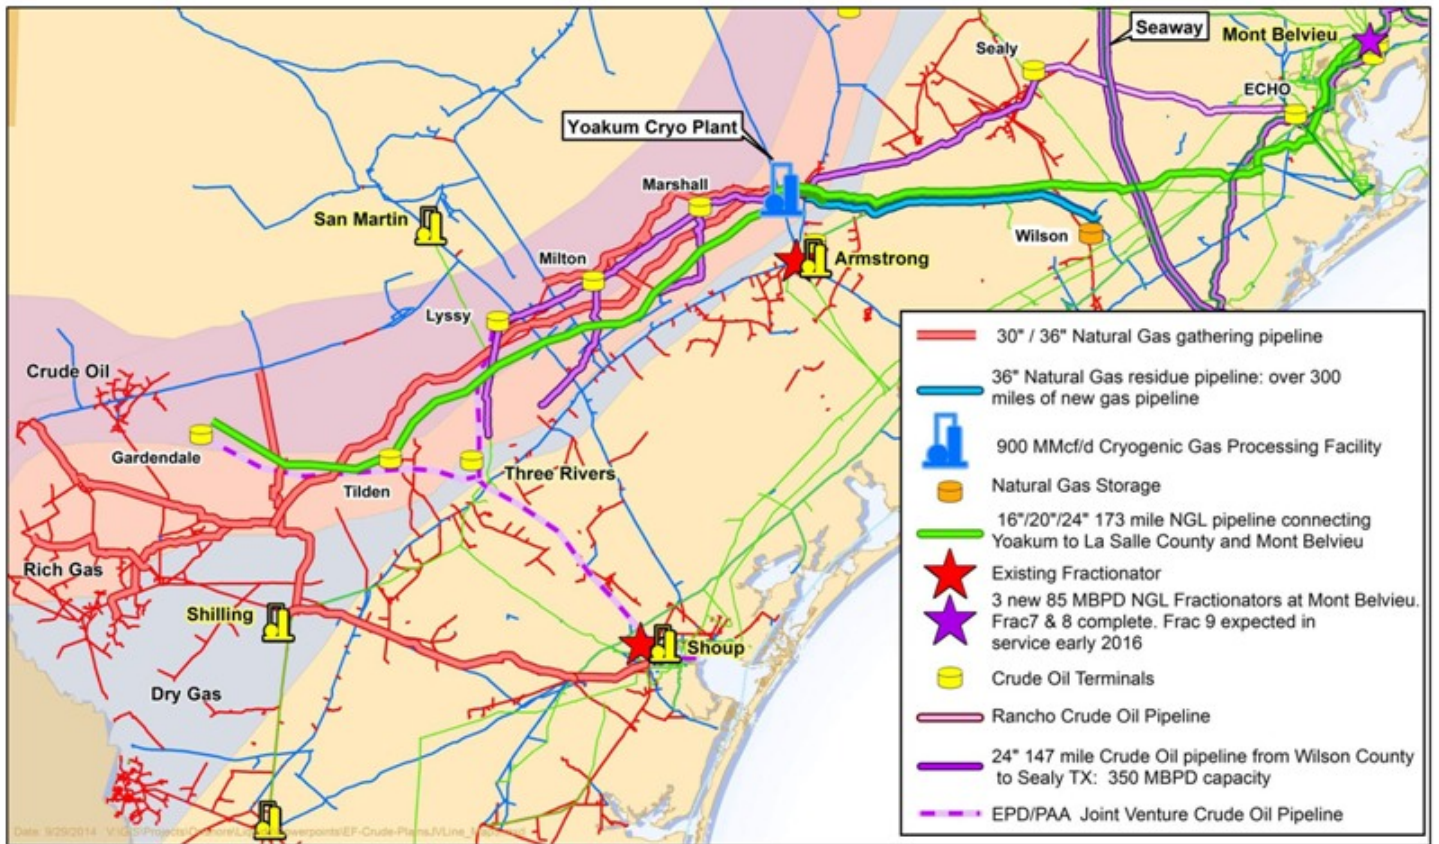 Seaway
Mont Belvieu
Sealy
ECHO
Yoakum Cryo Plant
Marshall
San Martin
Wilson
Milton
Armstrong
Lyssy
Crude Oil
Gardendale
Tilden
Three Rivers
Rich Gas
Shilling
Shoup
Dry Gas
30" / 36" Natural Gas gathering pipeline
36" Natural Gas residue pipeline: over 300
miles of new gas pipeline
900 MMcf/d Cryogenic Gas Processing Facility
Natural Gas Storage
16"/20"/24" 173 mile NGL pipeline connecting
Yoakum to La Salle County and Mont Belvieu
Existing Fractionator
3 new 85 MBPD NGL Fractionators at Mont Belvieu.
Frac7 & 8 complete. Frac 9 expected in
service early 2016
Crude Oil Terminals
Rancho Crude Oil Pipeline
24" 147 mile Crude Oil pipeline from Wilson County
to Sealy TX: 350 MBPD capacity
EPD/PAA Joint Venture Crude Oil Pipeline
Date: 9/29/2014